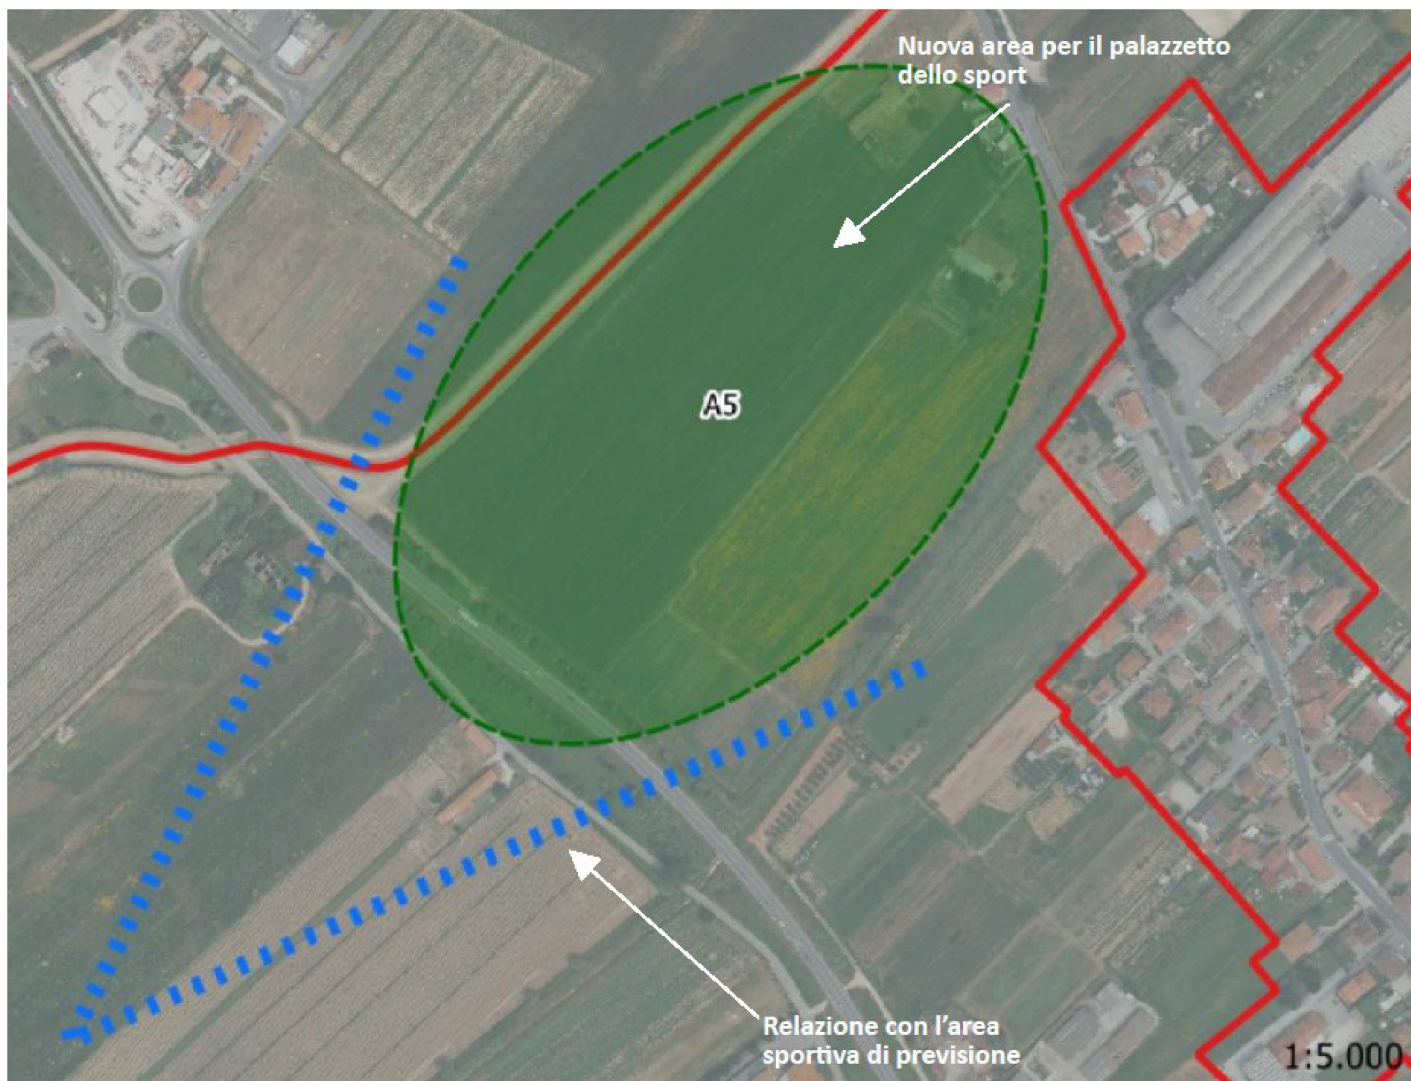 Nuova area per il palazzetto
dello sport
A5
Relazione con l'area
sportiva di previsione
1:5.000